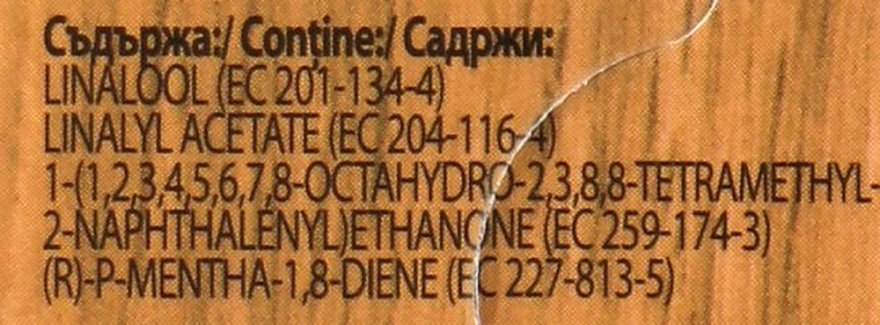 Съдържа:/ Conţine:/ Садржи:
LINALOOL (EC 201-134-4)
LINALYL ACETATE (EC 204-116-4)
1-(1,2,3,4,5,6,7,8-OCTAHYDRO-2,3,8,8-TETRAMETHYL-
2-NAPHTHALENYL)ETHANONE (EC 259-174-3)
(R)-P-MENTHA-1,8-DIENE (EC 227-813-5)